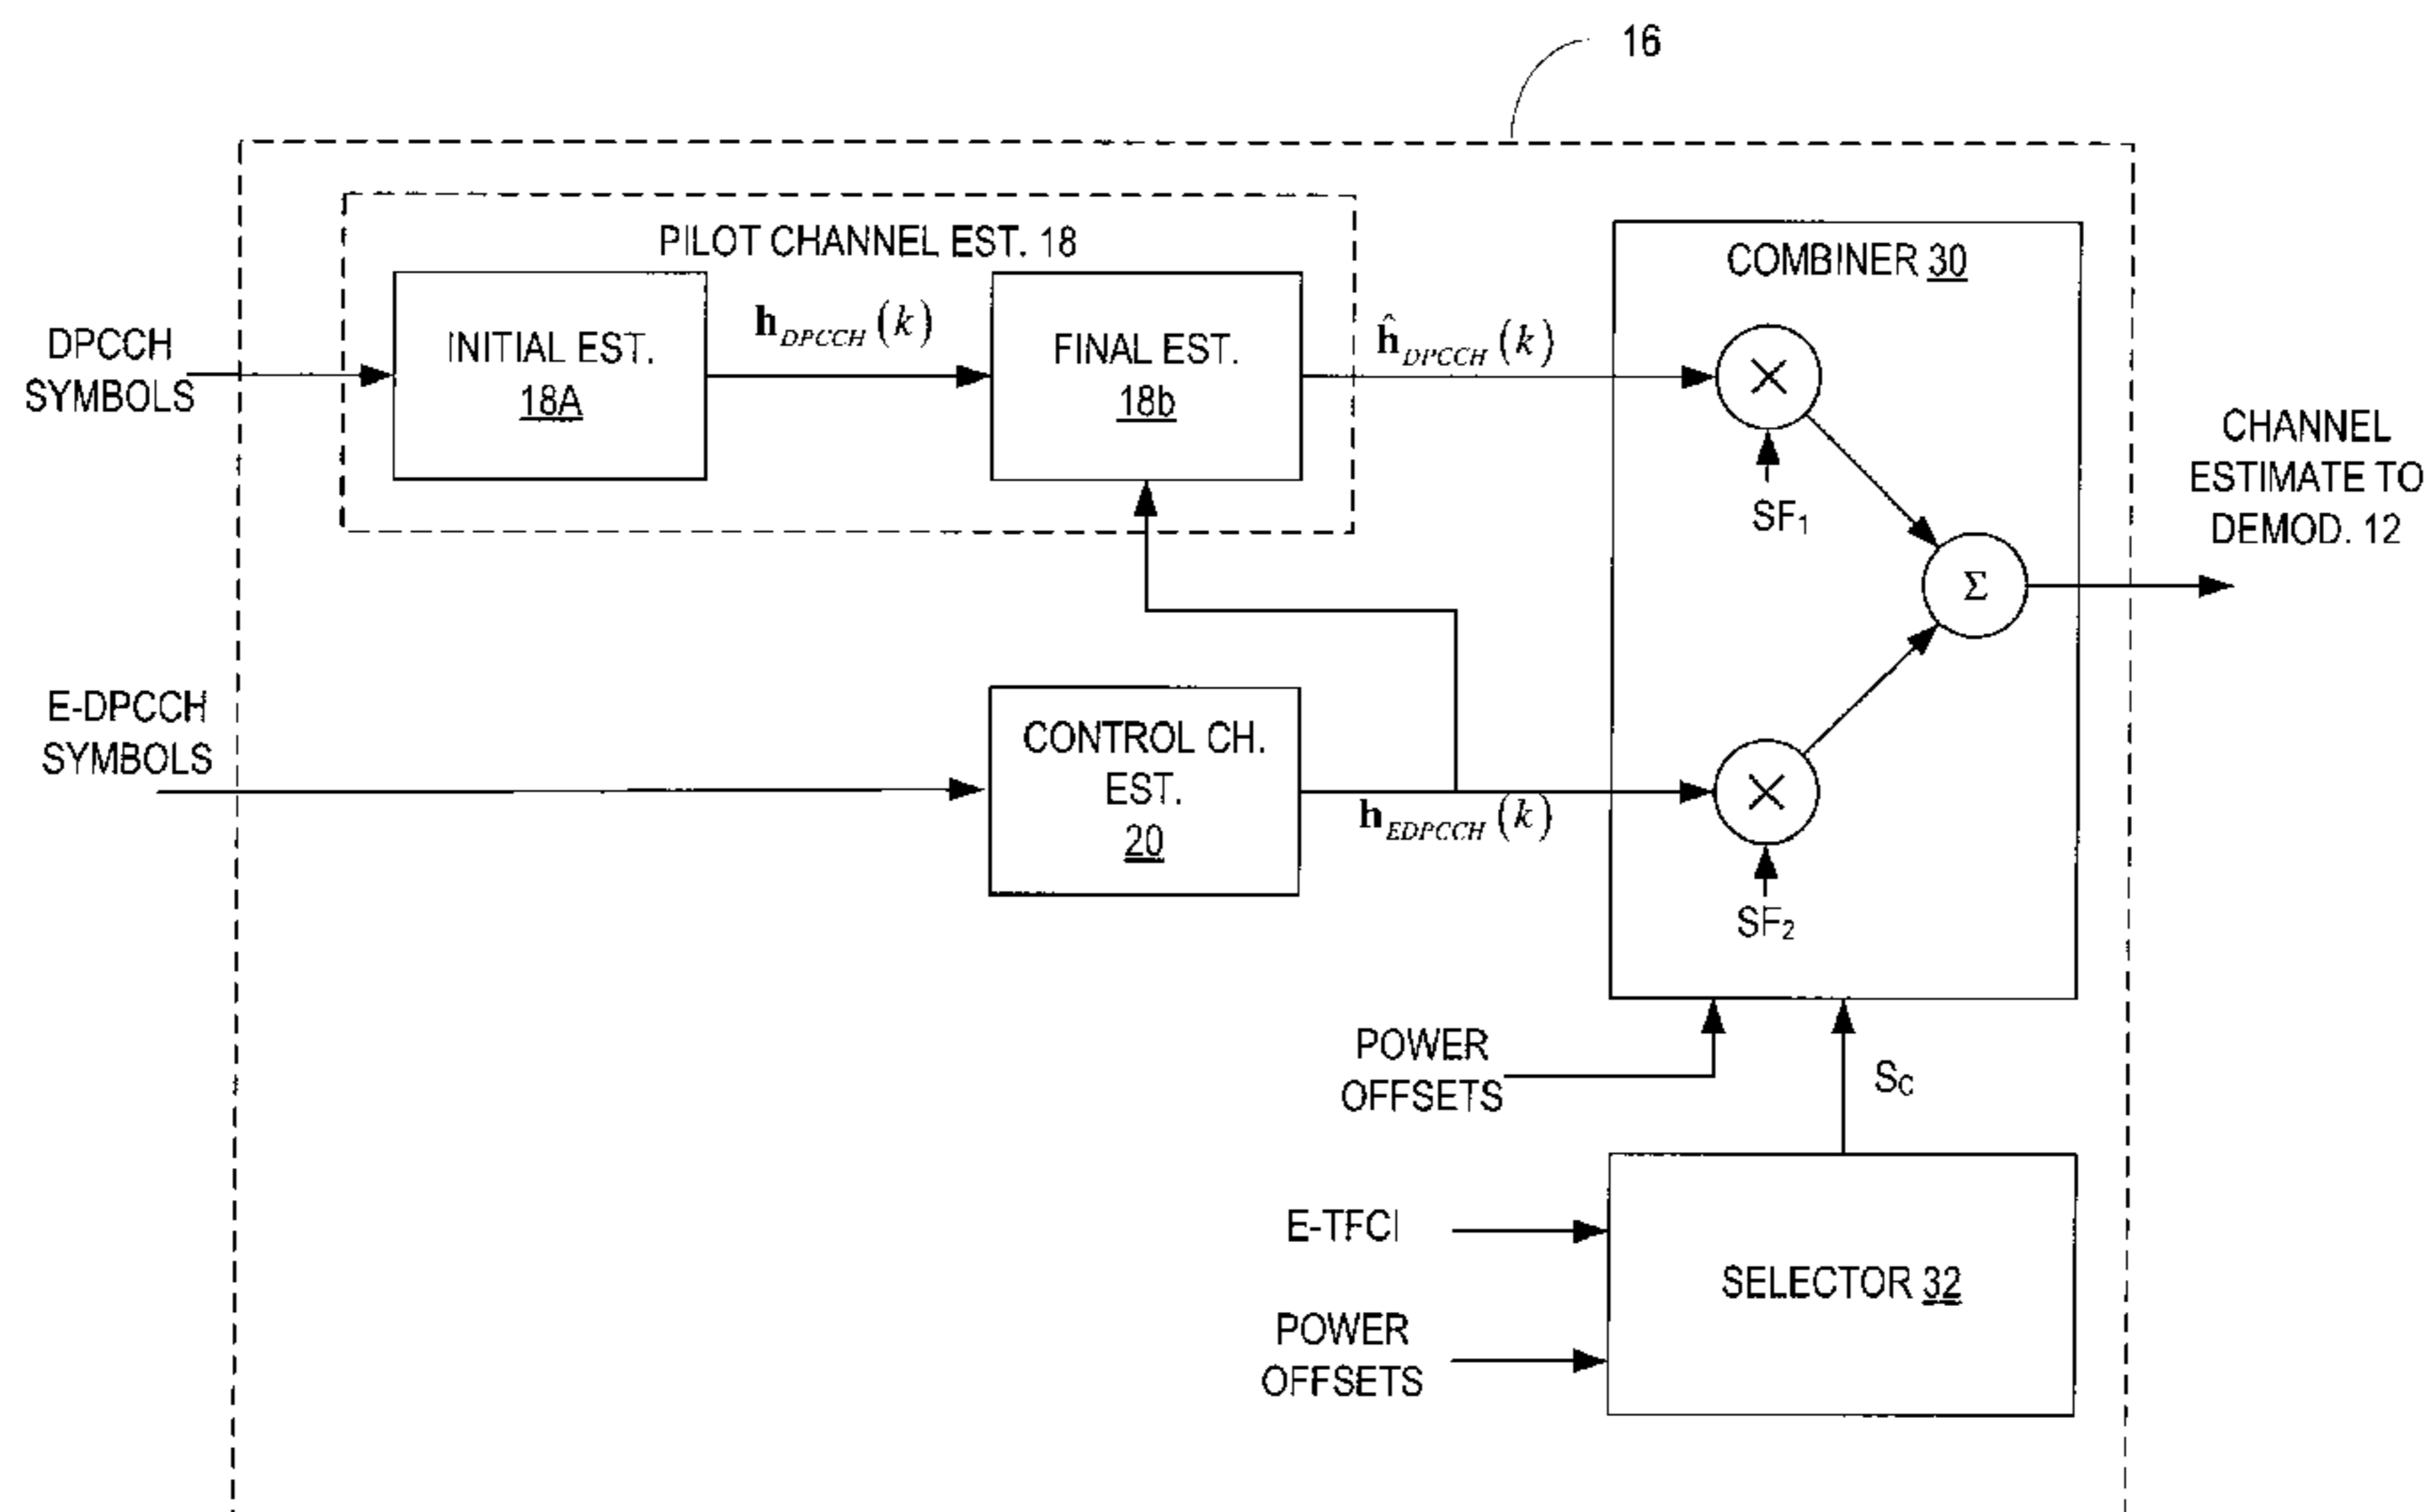 16
PILOT CHANNEL EST. 18
COMBINER 30
DPCCH
SYMBOLS
INITIAL EST.
18A
h_DPCCH (k)
FINAL EST.
18b
ĥ_DPCCH (k)
×
SF₁
CHANNEL
ESTIMATE TO
DEMOD. 12
Σ
E-DPCCH
SYMBOLS
CONTROL CH.
EST.
20
h_EDPCCH (k)
×
SF₂
POWER
OFFSETS
S_C
E-TFCI
SELECTOR 32
POWER
OFFSETS